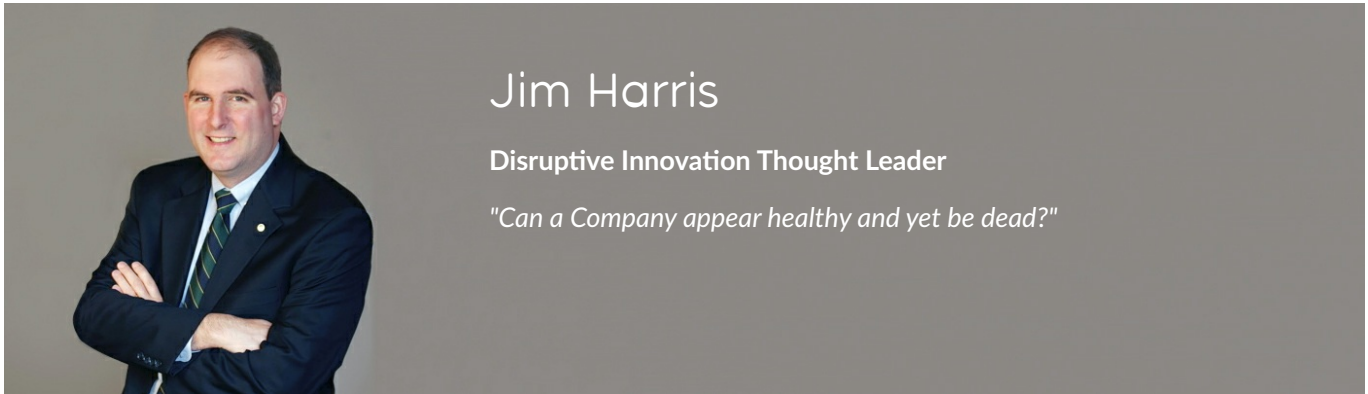 Jim Harris
Disruptive Innovation Thought Leader
"Can a Company appear healthy and yet be dead?"